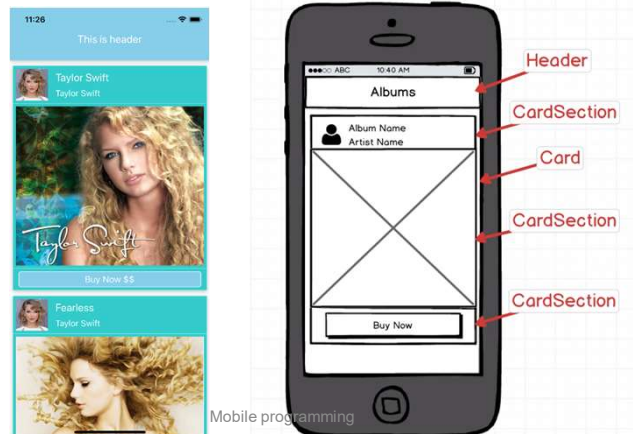 11:26
This is header
Taylor Swift
Taylor Swift
Taylor Swift
Buy Now $$
Fearless
Taylor Swift
ABC
10:40 AM
Albums
Album Name
Artist Name
Buy Now
Header
CardSection
Card
CardSection
CardSection
Mobile programming